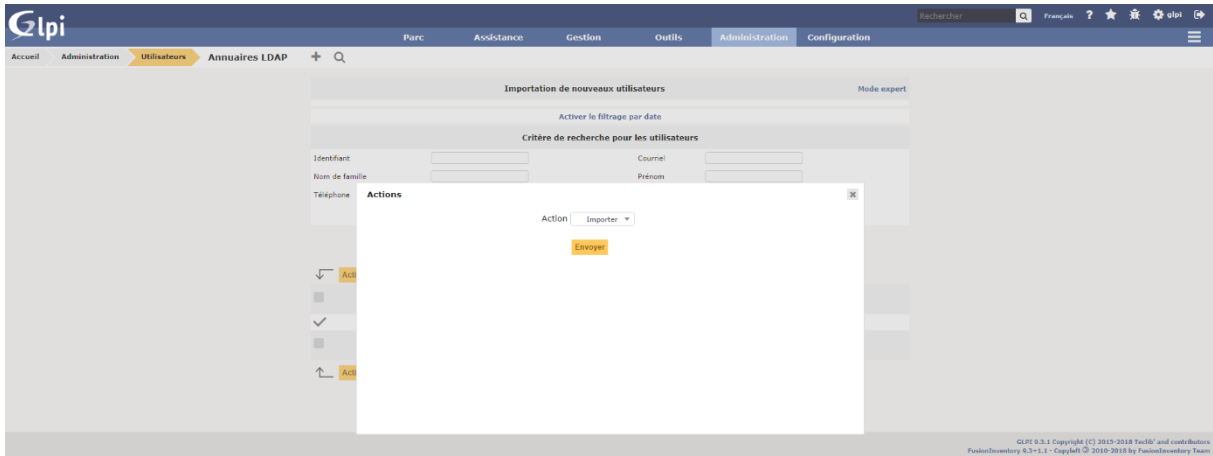 Glpi
Rechercher Français ? glpi
Parc Assistance Gestion Outils Administration Configuration
Accueil Administration Utilisateurs Annuaires LDAP
Importation de nouveaux utilisateurs Mode expert
Activer le filtrage par date
Critère de recherche pour les utilisateurs
Identifiant Courriel
Nom de famille Prénom
Téléphone
Actions
Action Importer
Envoyer
Acti
Acti
GLPI 9.3.1 Copyright (C) 2015-2018 Teclib' and contributors
FusionInventory 9.3+1.1 - Copyleft 2010-2018 by FusionInventory Team